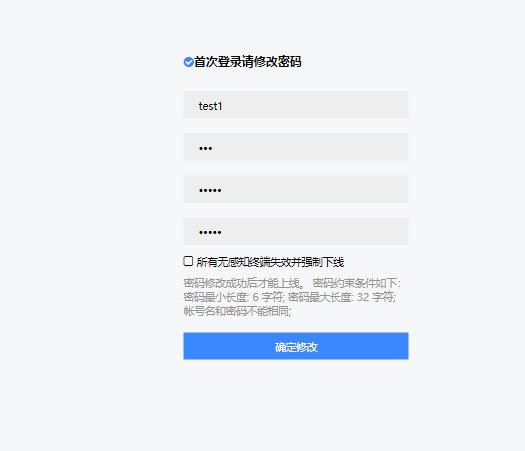 首次登录请修改密码
test1
•••
•••••
•••••
所有无感知终端失效并强制下线
密码修改成功后才能上线。 密码约束条件如下:
密码最小长度: 6 字符; 密码最大长度: 32 字符;
帐号名和密码不能相同;
确定修改